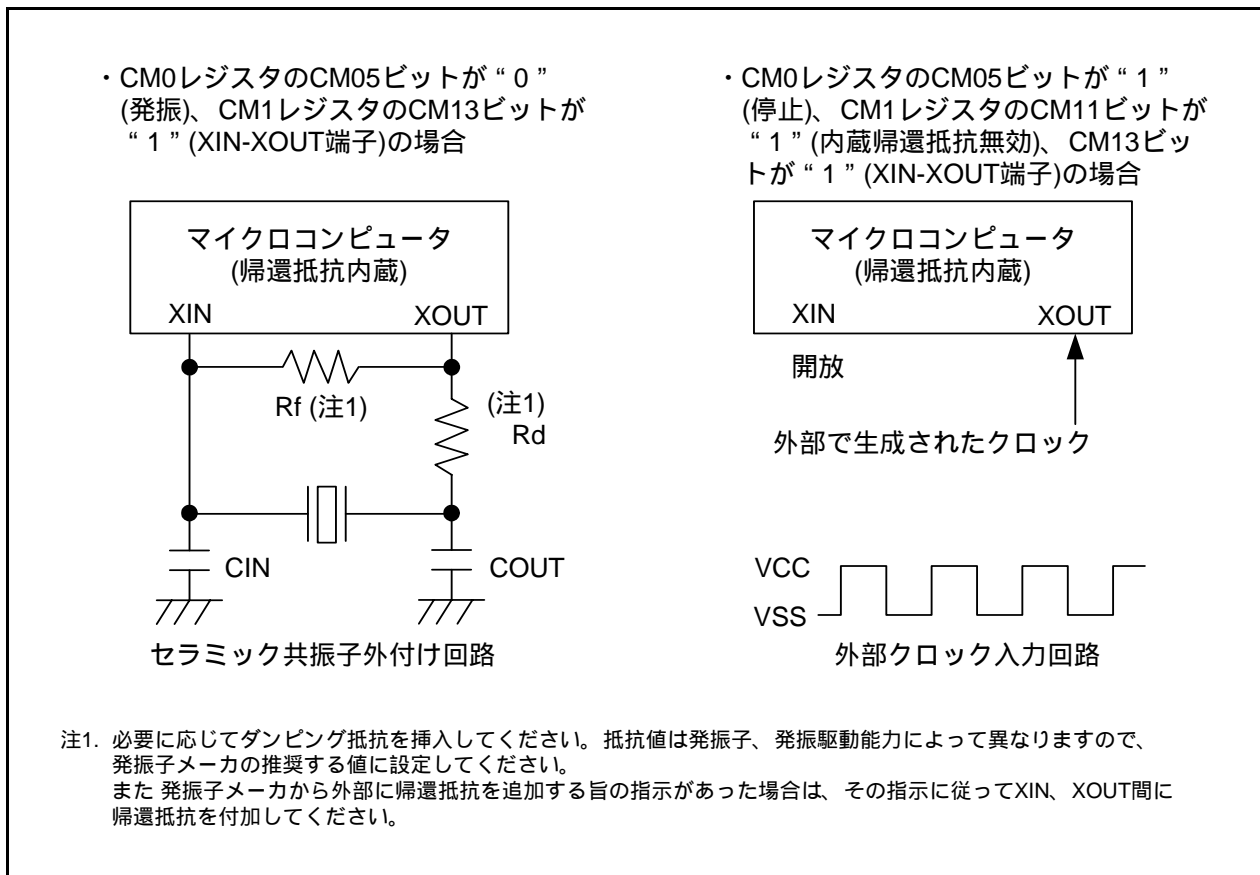 ・CM0レジスタのCM05ビットが“0”
(発振)、CM1レジスタのCM13ビットが
“1”(XIN-XOUT端子)の場合
マイクロコンピュータ
(帰還抵抗内蔵)
XIN
XOUT
Rf (注1)
(注1)
Rd
CIN
COUT
セラミック共振子外付け回路
・CM0レジスタのCM05ビットが“1”
(停止)、CM1レジスタのCM11ビットが
“1”(内蔵帰還抵抗無効)、CM13ビッ
トが“1”(XIN-XOUT端子)の場合
マイクロコンピュータ
(帰還抵抗内蔵)
XIN
XOUT
開放
外部で生成されたクロック
VCC
VSS
外部クロック入力回路
注1. 必要に応じてダンピング抵抗を挿入してください。抵抗値は発振子、発振駆動能力によって異なりますので、
発振子メーカの推奨する値に設定してください。
また 発振子メーカから外部に帰還抵抗を追加する旨の指示があった場合は、その指示に従ってXIN、XOUT間に
帰還抵抗を付加してください。